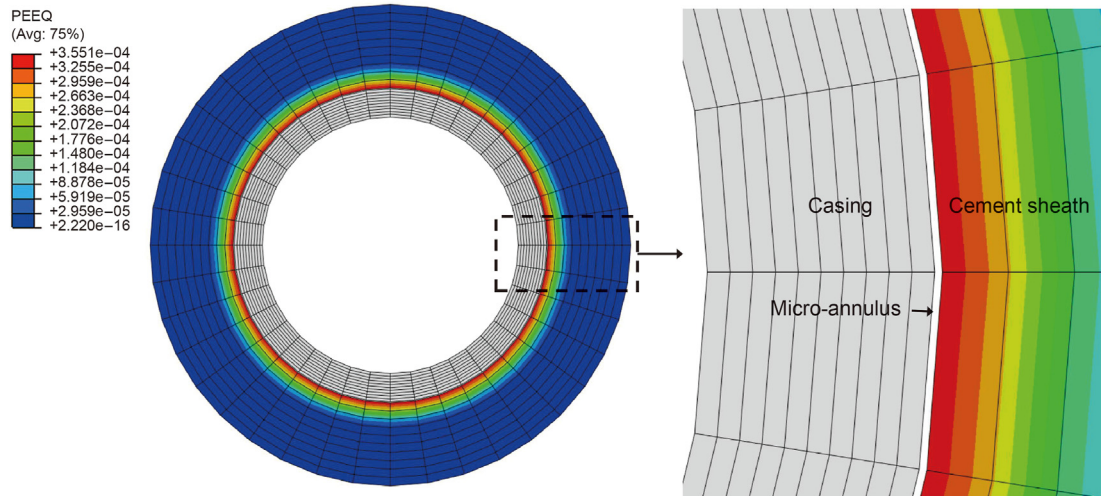 PEEQ
(Avg: 75%)
+3.551e−04
+3.255e−04
+2.959e−04
+2.663e−04
+2.368e−04
+2.072e−04
+1.776e−04
+1.480e−04
+1.184e−04
+8.878e−05
+5.919e−05
+2.959e−05
+2.220e−16
Casing
Cement sheath
Micro-annulus